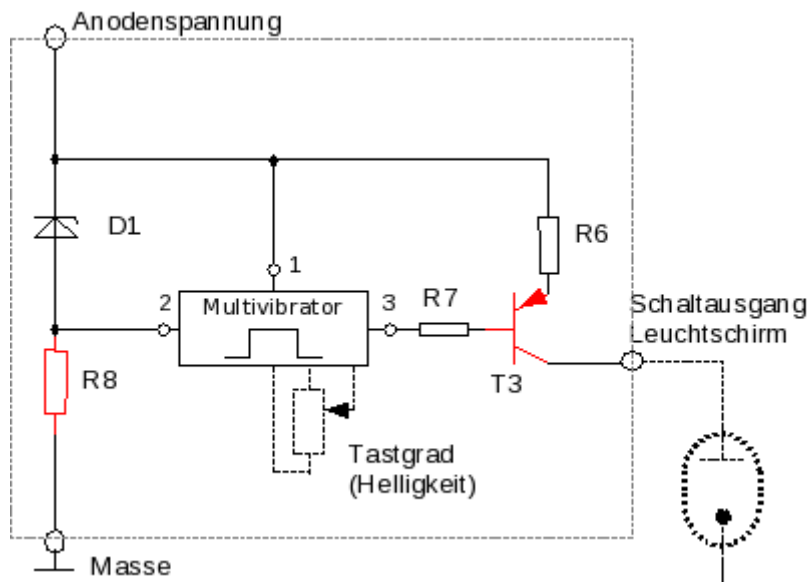 Anodenspannung
D1
R6
1
2
Multivibrator
3
R7
Schaltausgang
Leuchtschirm
R8
T3
Tastgrad
(Helligkeit)
Masse